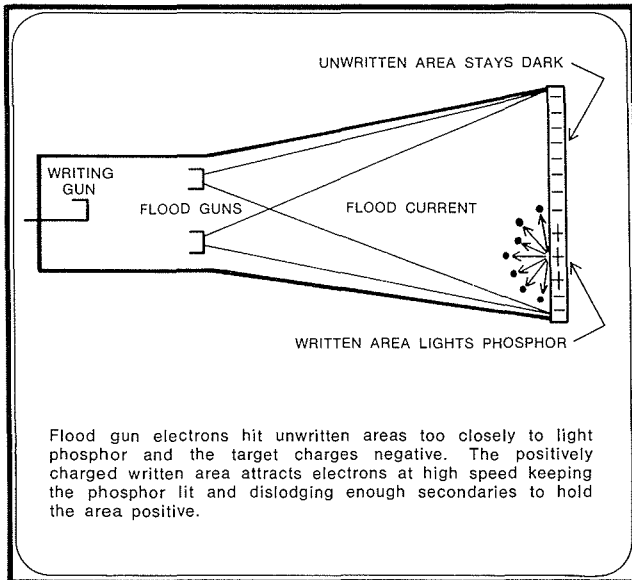 UNWRITTEN AREA STAYS DARK
WRITING
GUN
FLOOD GUNS
FLOOD CURRENT
WRITTEN AREA LIGHTS PHOSPHOR
Flood gun electrons hit unwritten areas too closely to light
phosphor and the target charges negative. The positively
charged written area attracts electrons at high speed keeping
the phosphor lit and dislodging enough secondaries to hold
the area positive.